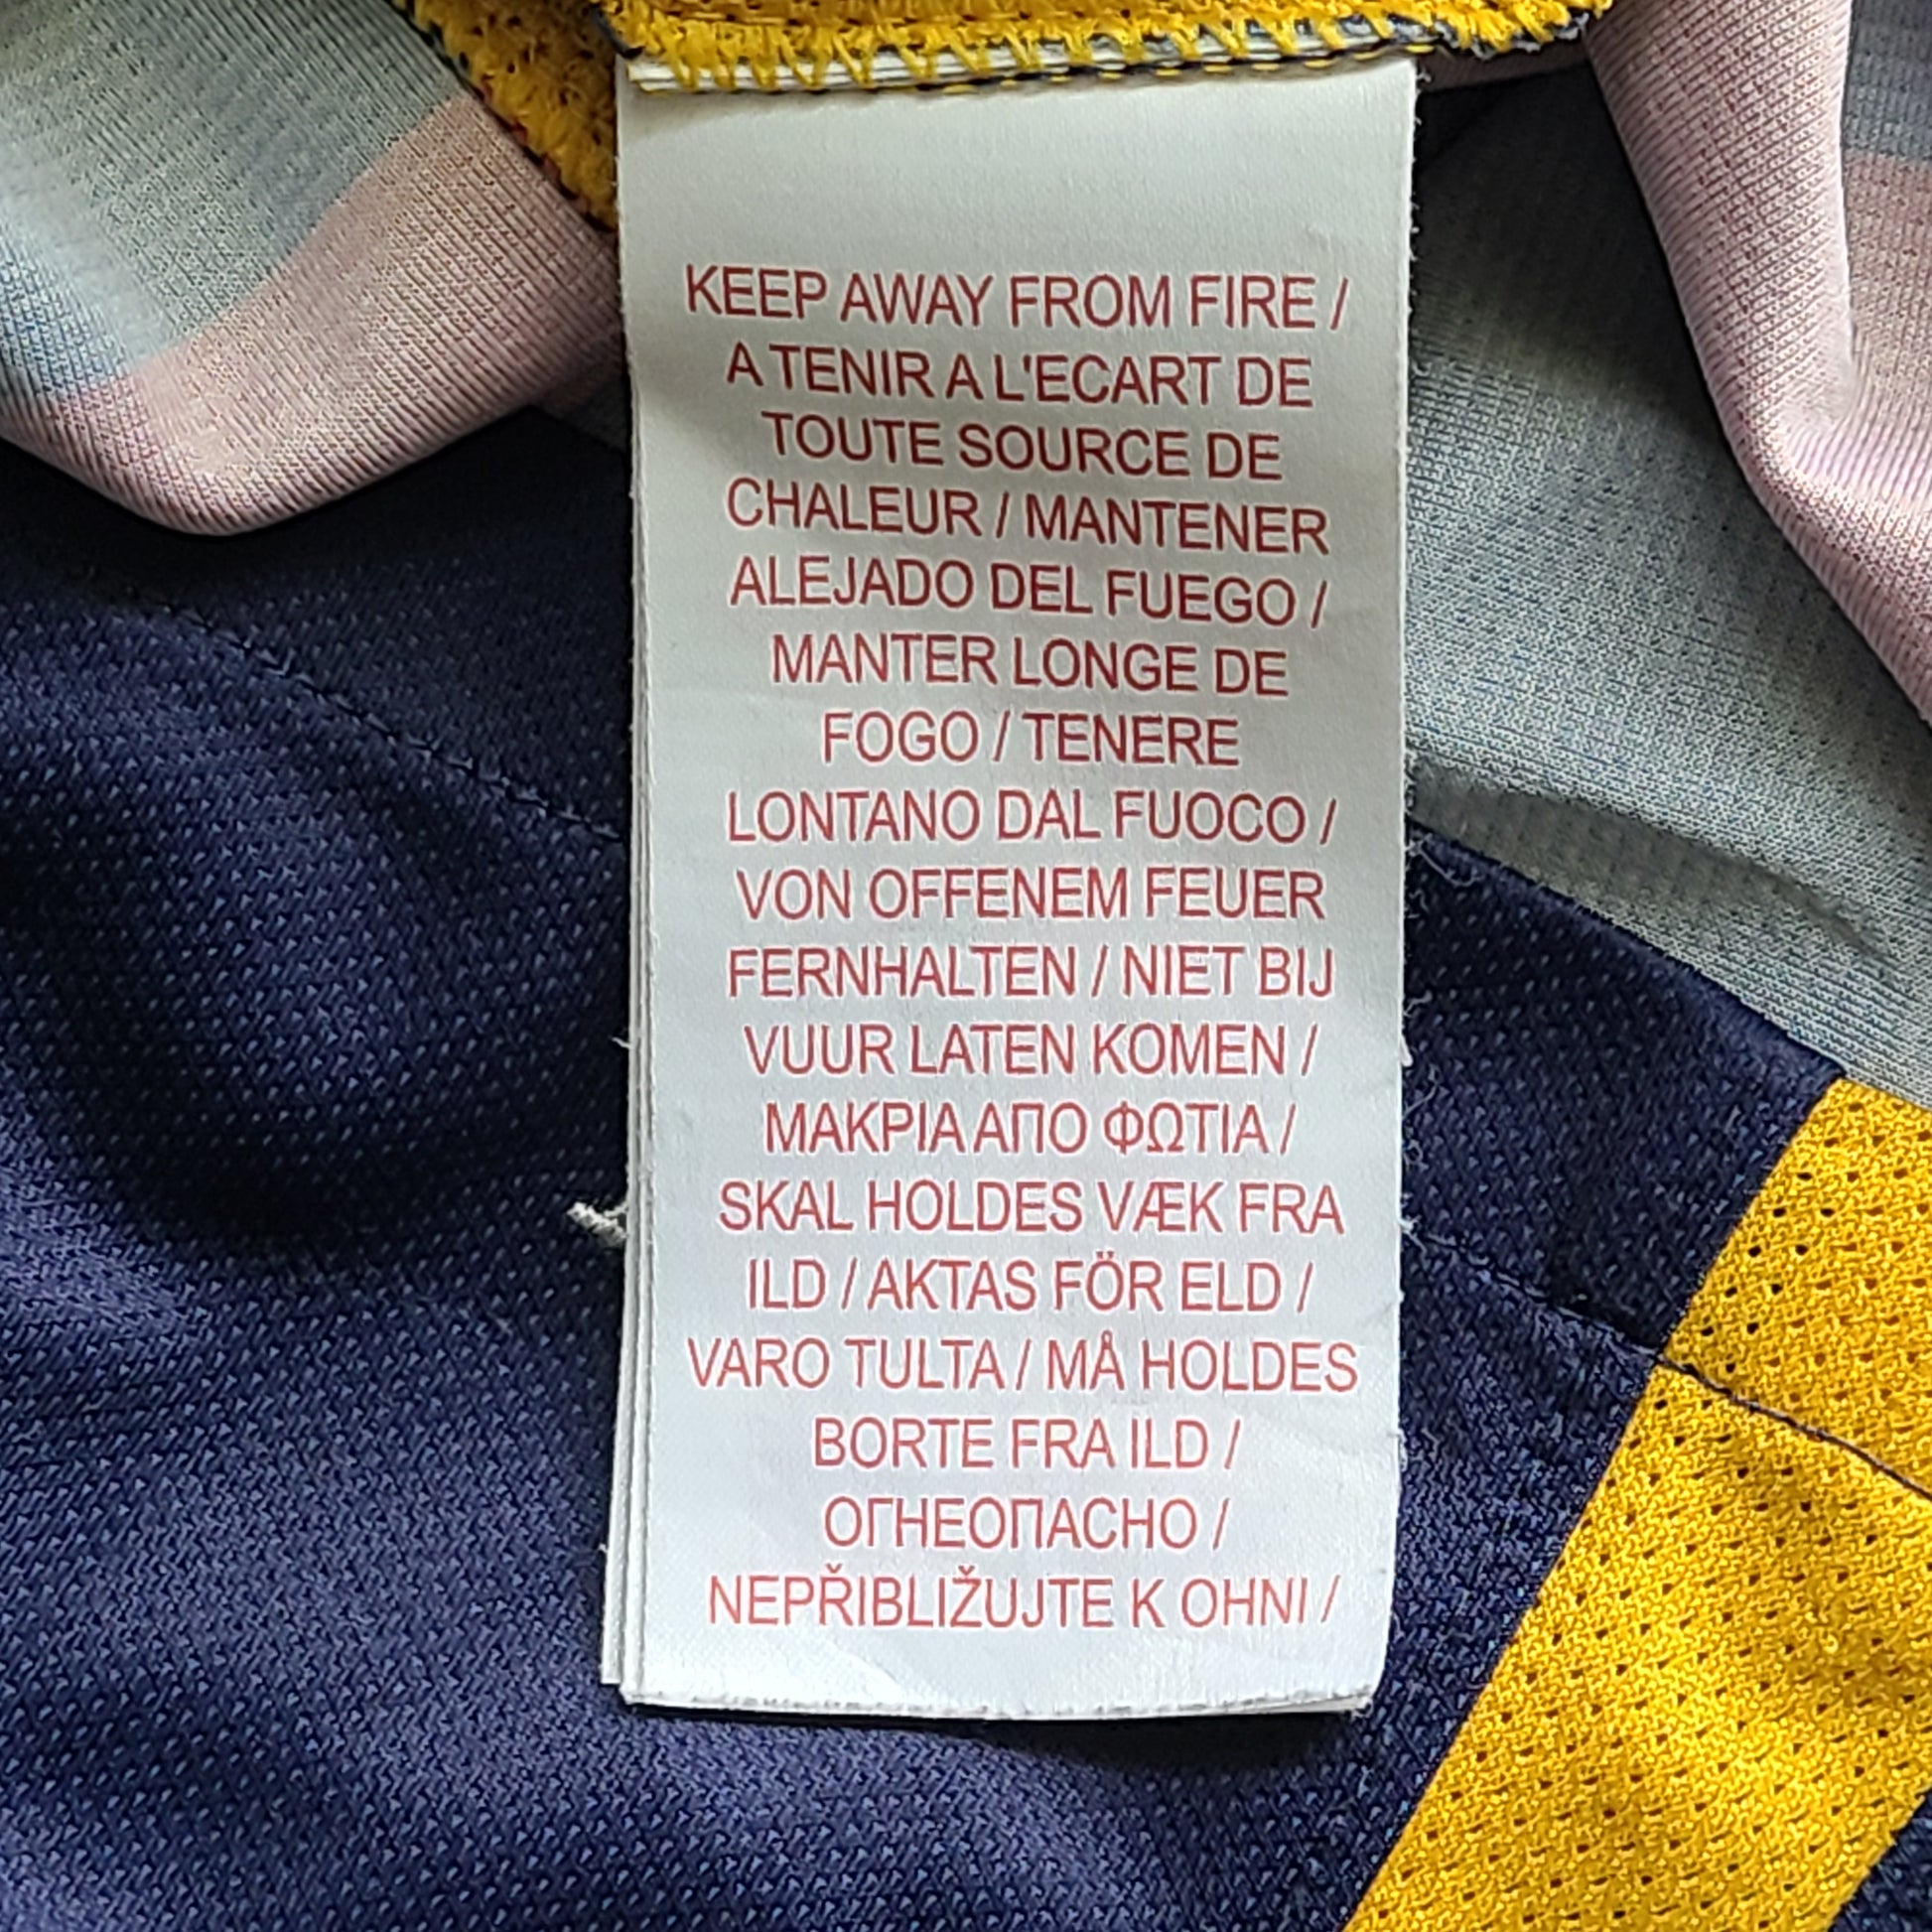 KEEP AWAY FROM FIRE /
A TENIR A L'ECART DE
TOUTE SOURCE DE
CHALEUR / MANTENER
ALEJADO DEL FUEGO /
MANTER LONGE DE
FOGO / TENERE
LONTANO DAL FUOCO /
VON OFFENEM FEUER
FERNHALTEN / NIET BIJ
VUUR LATEN KOMEN /
ΜΑΚΡΙΑ ΑΠΟ ΦΩΤΙΑ /
SKAL HOLDES VÆK FRA
ILD / AKTAS FÖR ELD /
VARO TULTA / MÅ HOLDES
BORTE FRA ILD /
ОГНЕОПАСНО /
NEPŘIBLIŽUJTE K OHNI /